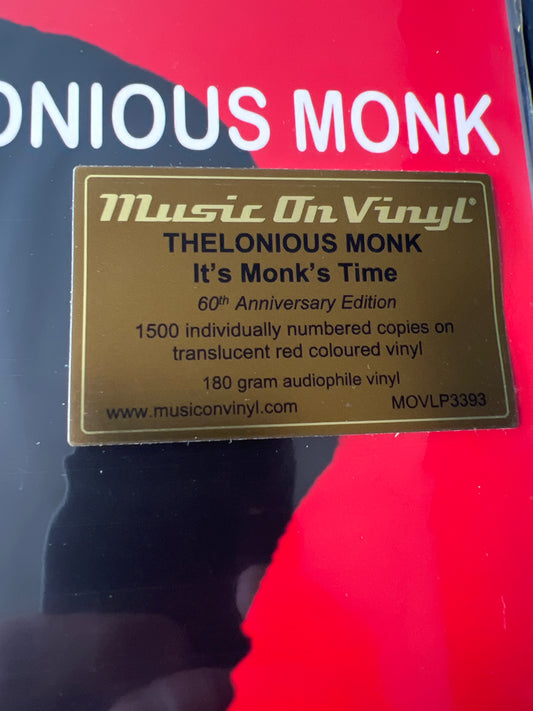 ONIOUS MONK
Music On Vinyl®
THELONIOUS MONK
It's Monk's Time
60th Anniversary Edition
1500 individually numbered copies on
translucent red coloured vinyl
180 gram audiophile vinyl
www.musiconvinyl.com MOVLP3393